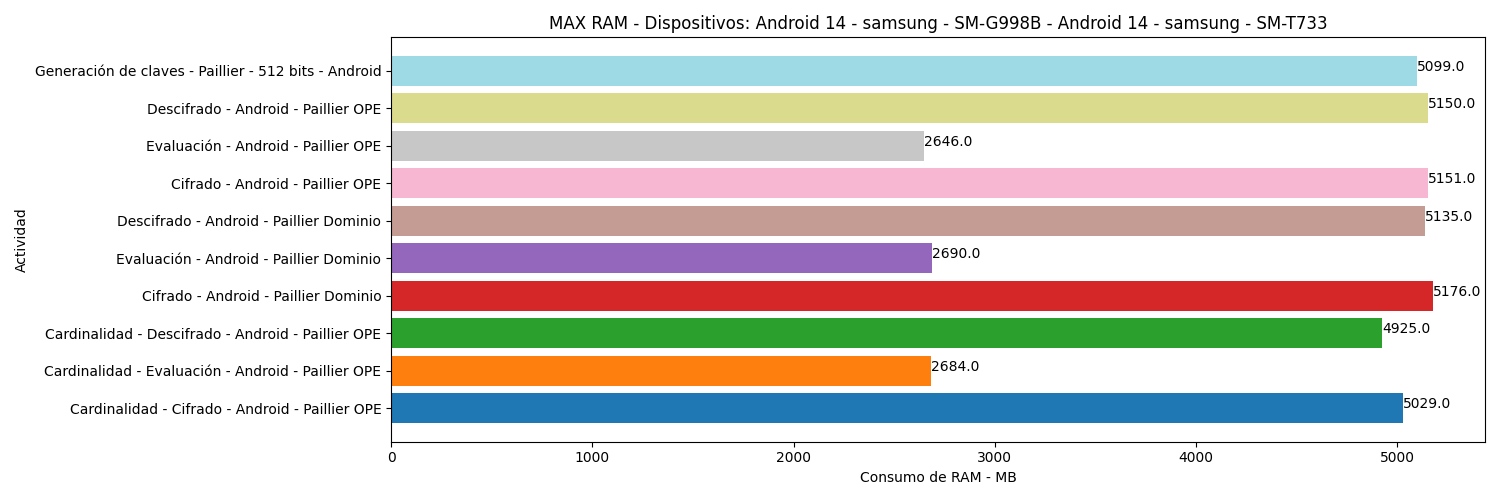 MAX RAM - Dispositivos: Android 14 - samsung - SM-G998B - Android 14 - samsung - SM-T733
Generación de claves - Paillier - 512 bits - Android 5099.0
Descifrado - Android - Paillier OPE 5150.0
Evaluación - Android - Paillier OPE 2646.0
Cifrado - Android - Paillier OPE 5151.0
Descifrado - Android - Paillier Dominio 5135.0
Evaluación - Android - Paillier Dominio 2690.0
Cifrado - Android - Paillier Dominio 5176.0
Cardinalidad - Descifrado - Android - Paillier OPE 4925.0
Cardinalidad - Evaluación - Android - Paillier OPE 2684.0
Cardinalidad - Cifrado - Android - Paillier OPE 5029.0
Actividad
0 1000 2000 3000 4000 5000
Consumo de RAM - MB